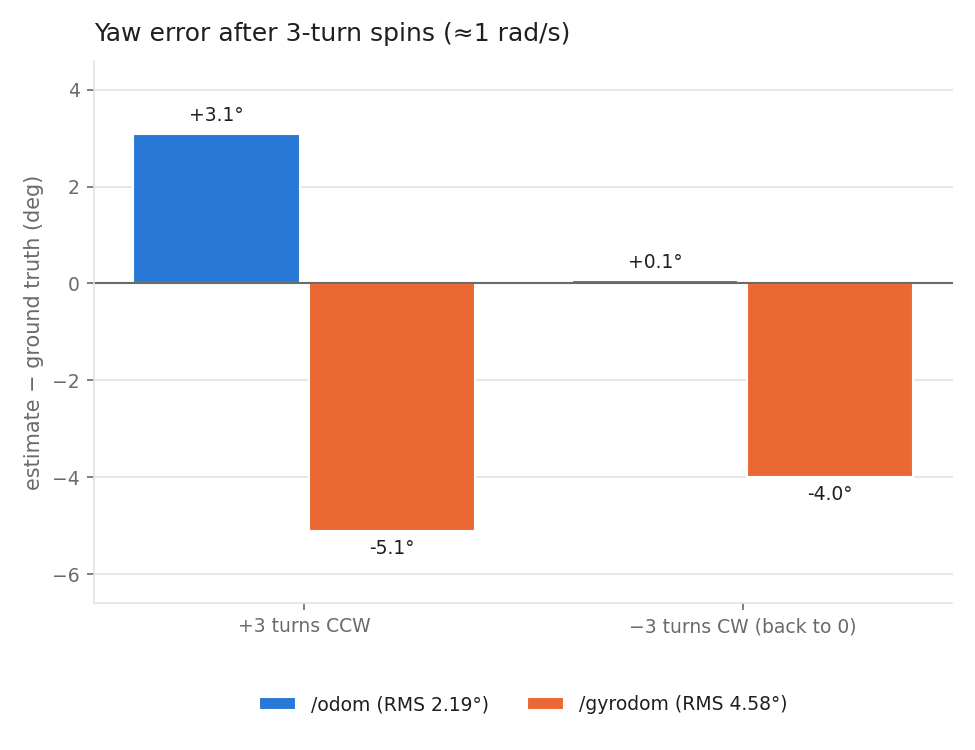 Yaw error after 3-turn spins (≈1 rad/s)
estimate − ground truth (deg)
4
2
0
−2
−4
−6
+3.1°
-5.1°
+0.1°
-4.0°
+3 turns CCW
−3 turns CW (back to 0)
/odom (RMS 2.19°)
/gyrodom (RMS 4.58°)